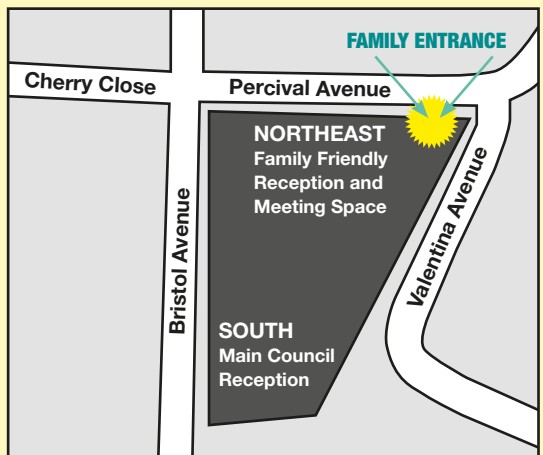 FAMILY ENTRANCE
Cherry Close
Percival Avenue
NORTHEAST
Family Friendly
Reception and
Meeting Space
Bristol Avenue
Valentina Avenue
SOUTH
Main Council
Reception